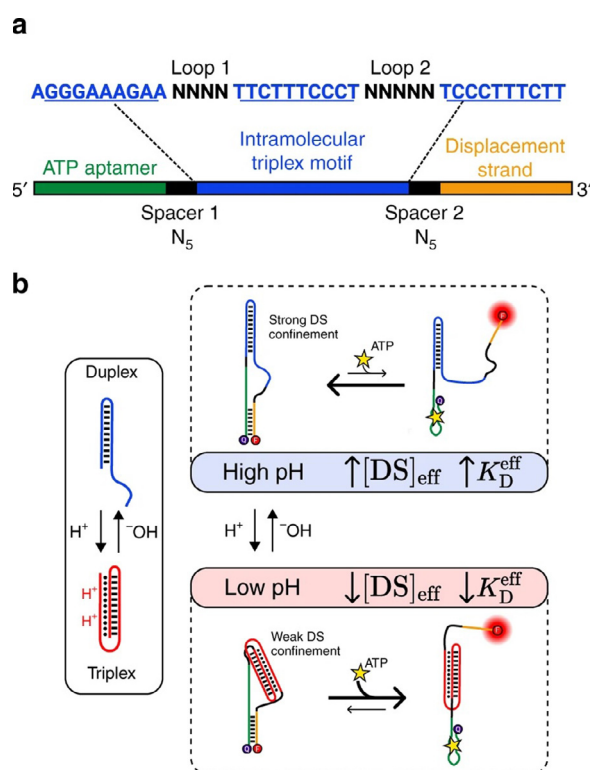 a
Loop 1 Loop 2
AGGGAAAGAA NNNN TTCTTTCCCT NNNNN TCCCTTTCTT
ATP aptamer Intramolecular triplex motif Displacement strand
5′ 3′
Spacer 1 Spacer 2
N5 N5
b
Duplex
H⁺ ⁻OH
H⁺
H⁺
Triplex
Strong DS
confinement
ATP
F
Q
Q F
High pH ↑[DS]eff ↑K_D^eff
H⁺ ⁻OH
Low pH ↓[DS]eff ↓K_D^eff
Weak DS
confinement
ATP
F
Q
Q F